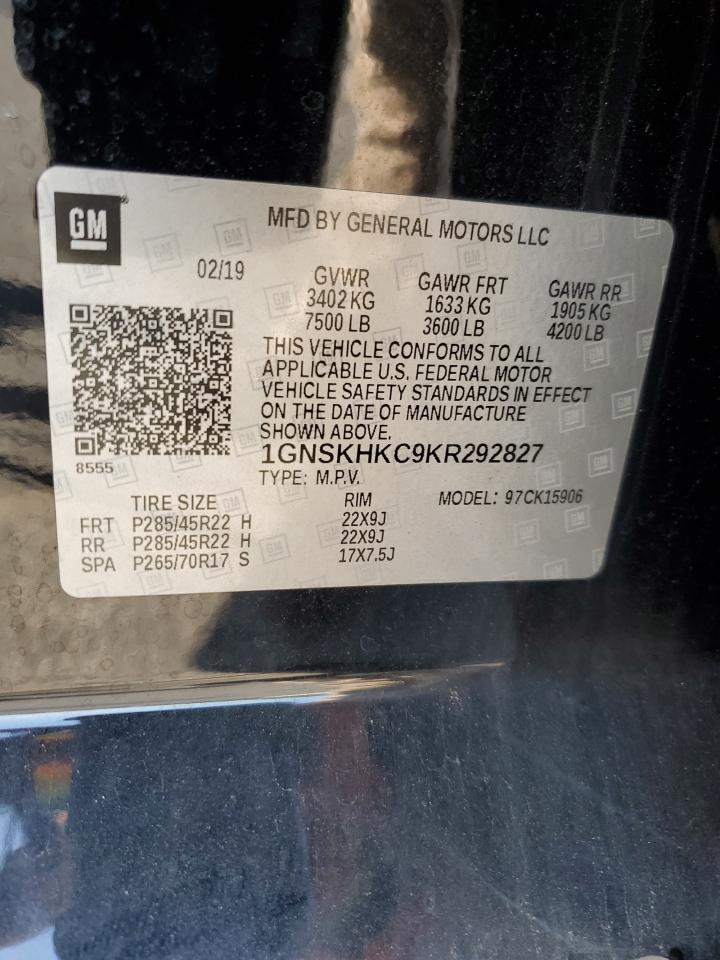 GM
MFD BY GENERAL MOTORS LLC
02/19
GVWR
3402 KG
7500 LB
GAWR FRT
1633 KG
3600 LB
GAWR RR
1905 KG
4200 LB
THIS VEHICLE CONFORMS TO ALL
APPLICABLE U.S. FEDERAL MOTOR
VEHICLE SAFETY STANDARDS IN EFFECT
ON THE DATE OF MANUFACTURE
SHOWN ABOVE.
8555
1GNSKHKC9KR292827
TYPE: M.P.V.
TIRE SIZE RIM MODEL: 97CK15906
FRT P285/45R22 H 22X9J
RR P285/45R22 H 22X9J
SPA P265/70R17 S 17X7.5J